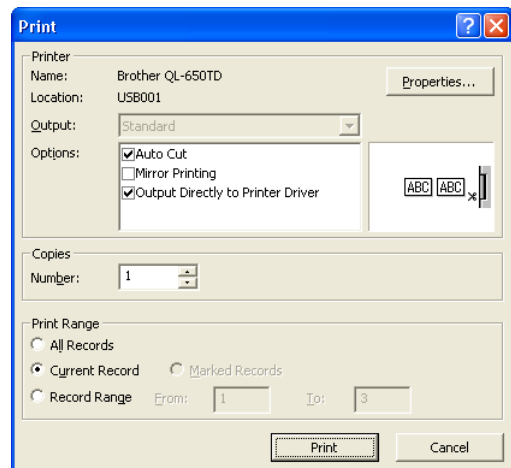 Print
Printer
Name: Brother QL-650TD Properties...
Location: USB001
Output: Standard
Options: Auto Cut
Mirror Printing
Output Directly to Printer Driver
ABC ABC
Copies
Number: 1
Print Range
All Records
Current Record Marked Records
Record Range From: 1 To: 3
Print Cancel